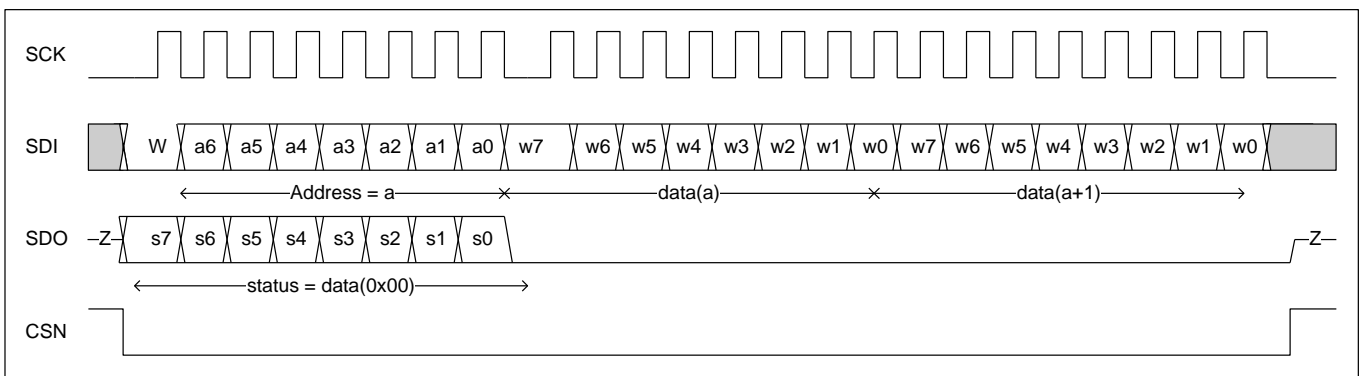 SCK
SDI W a6 a5 a4 a3 a2 a1 a0 w7 w6 w5 w4 w3 w2 w1 w0 w7 w6 w5 w4 w3 w2 w1 w0
Address = a data(a) data(a+1)
SDO Z s7 s6 s5 s4 s3 s2 s1 s0 Z
status = data(0x00)
CSN